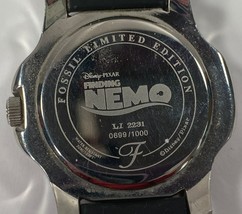 FOSSIL LIMITED EDITION
Disney·PIXAR
FINDING
NEMO
LI 2231
0699/1000
F
©Disney/Pixar